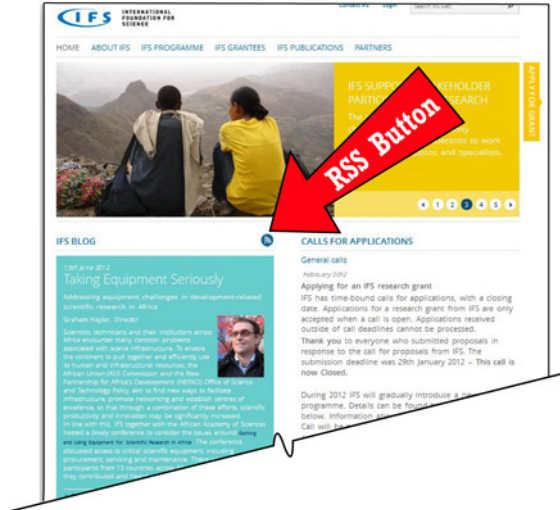 IFS
INTERNATIONAL
FOUNDATION FOR
SCIENCE
Contact Us Login
HOME ABOUT IFS IFS PROGRAMME IFS GRANTEES IFS PUBLICATIONS PARTNERS
APPLY FOR GRANT
RSS Button
1 2 3 4 5
IFS BLOG
CALLS FOR APPLICATIONS
13th June 2012
Taking Equipment Seriously
Addressing equipment challenges in development-related
scientific research in Africa
Graham Haylor, Director
Scientists, technicians and their institutions across
Africa encounter many common problems
associated with scarce infrastructure. To enable
the continent to pull together and efficiently use
its human and infrastructural resources, the
African Union (AU) Commission and the New
Partnership for Africa's Development (NEPAD) Office of Science
and Technology Policy, aim to find new ways to facilitate
infrastructure, promote networking and establish centres of
excellence, so that through a combination of these efforts, scientific
productivity and innovation may be significantly increased.
In line with this, IFS together with the African Academy of Sciences
hosted a timely conference to consider the issues around Getting
and Using Equipment for Scientific Research in Africa. The conference
discussed access to critical scientific equipment, including
procurement, servicing and maintenance.
participants from 13 countries across
they contributed and
General calls
February 2012
Applying for an IFS research grant
IFS has time-bound calls for applications, with a closing
date. Applications for a research grant from IFS are only
accepted when a call is open. Applications received
outside of call deadlines cannot be processed.
Thank you to everyone who submitted proposals in
response to the call for proposals from IFS. The
submission deadline was 29th January 2012 – This call is
now Closed.
During 2012 IFS will gradually introduce a
programme. Details can be found
below. Information
Call will be